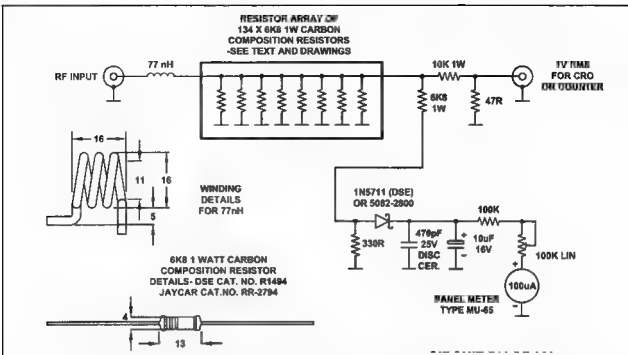 RESISTOR ARRAY OF
134 X 6K8 1W CARBON
COMPOSITION RESISTORS
-SEE TEXT AND DRAWINGS
RF INPUT
77 nH
10K 1W
FOR CRO
OR COUNTER
6K8
1W
47R
16
11
16
5
WINDING
DETAILS
FOR 77nH
1N5711 (DSE)
OR 5082-2800
330R
470pF
25V
DISC
CER.
+
-
10uF
16V
100K
100K LIN
+
100uA
-
PANEL METER
TYPE MU-65
6K8 1 WATT CARBON
COMPOSITION RESISTOR
DETAILS- DSE CAT. NO. R1494
JAYCAR CAT.NO. RR-2794
4
13